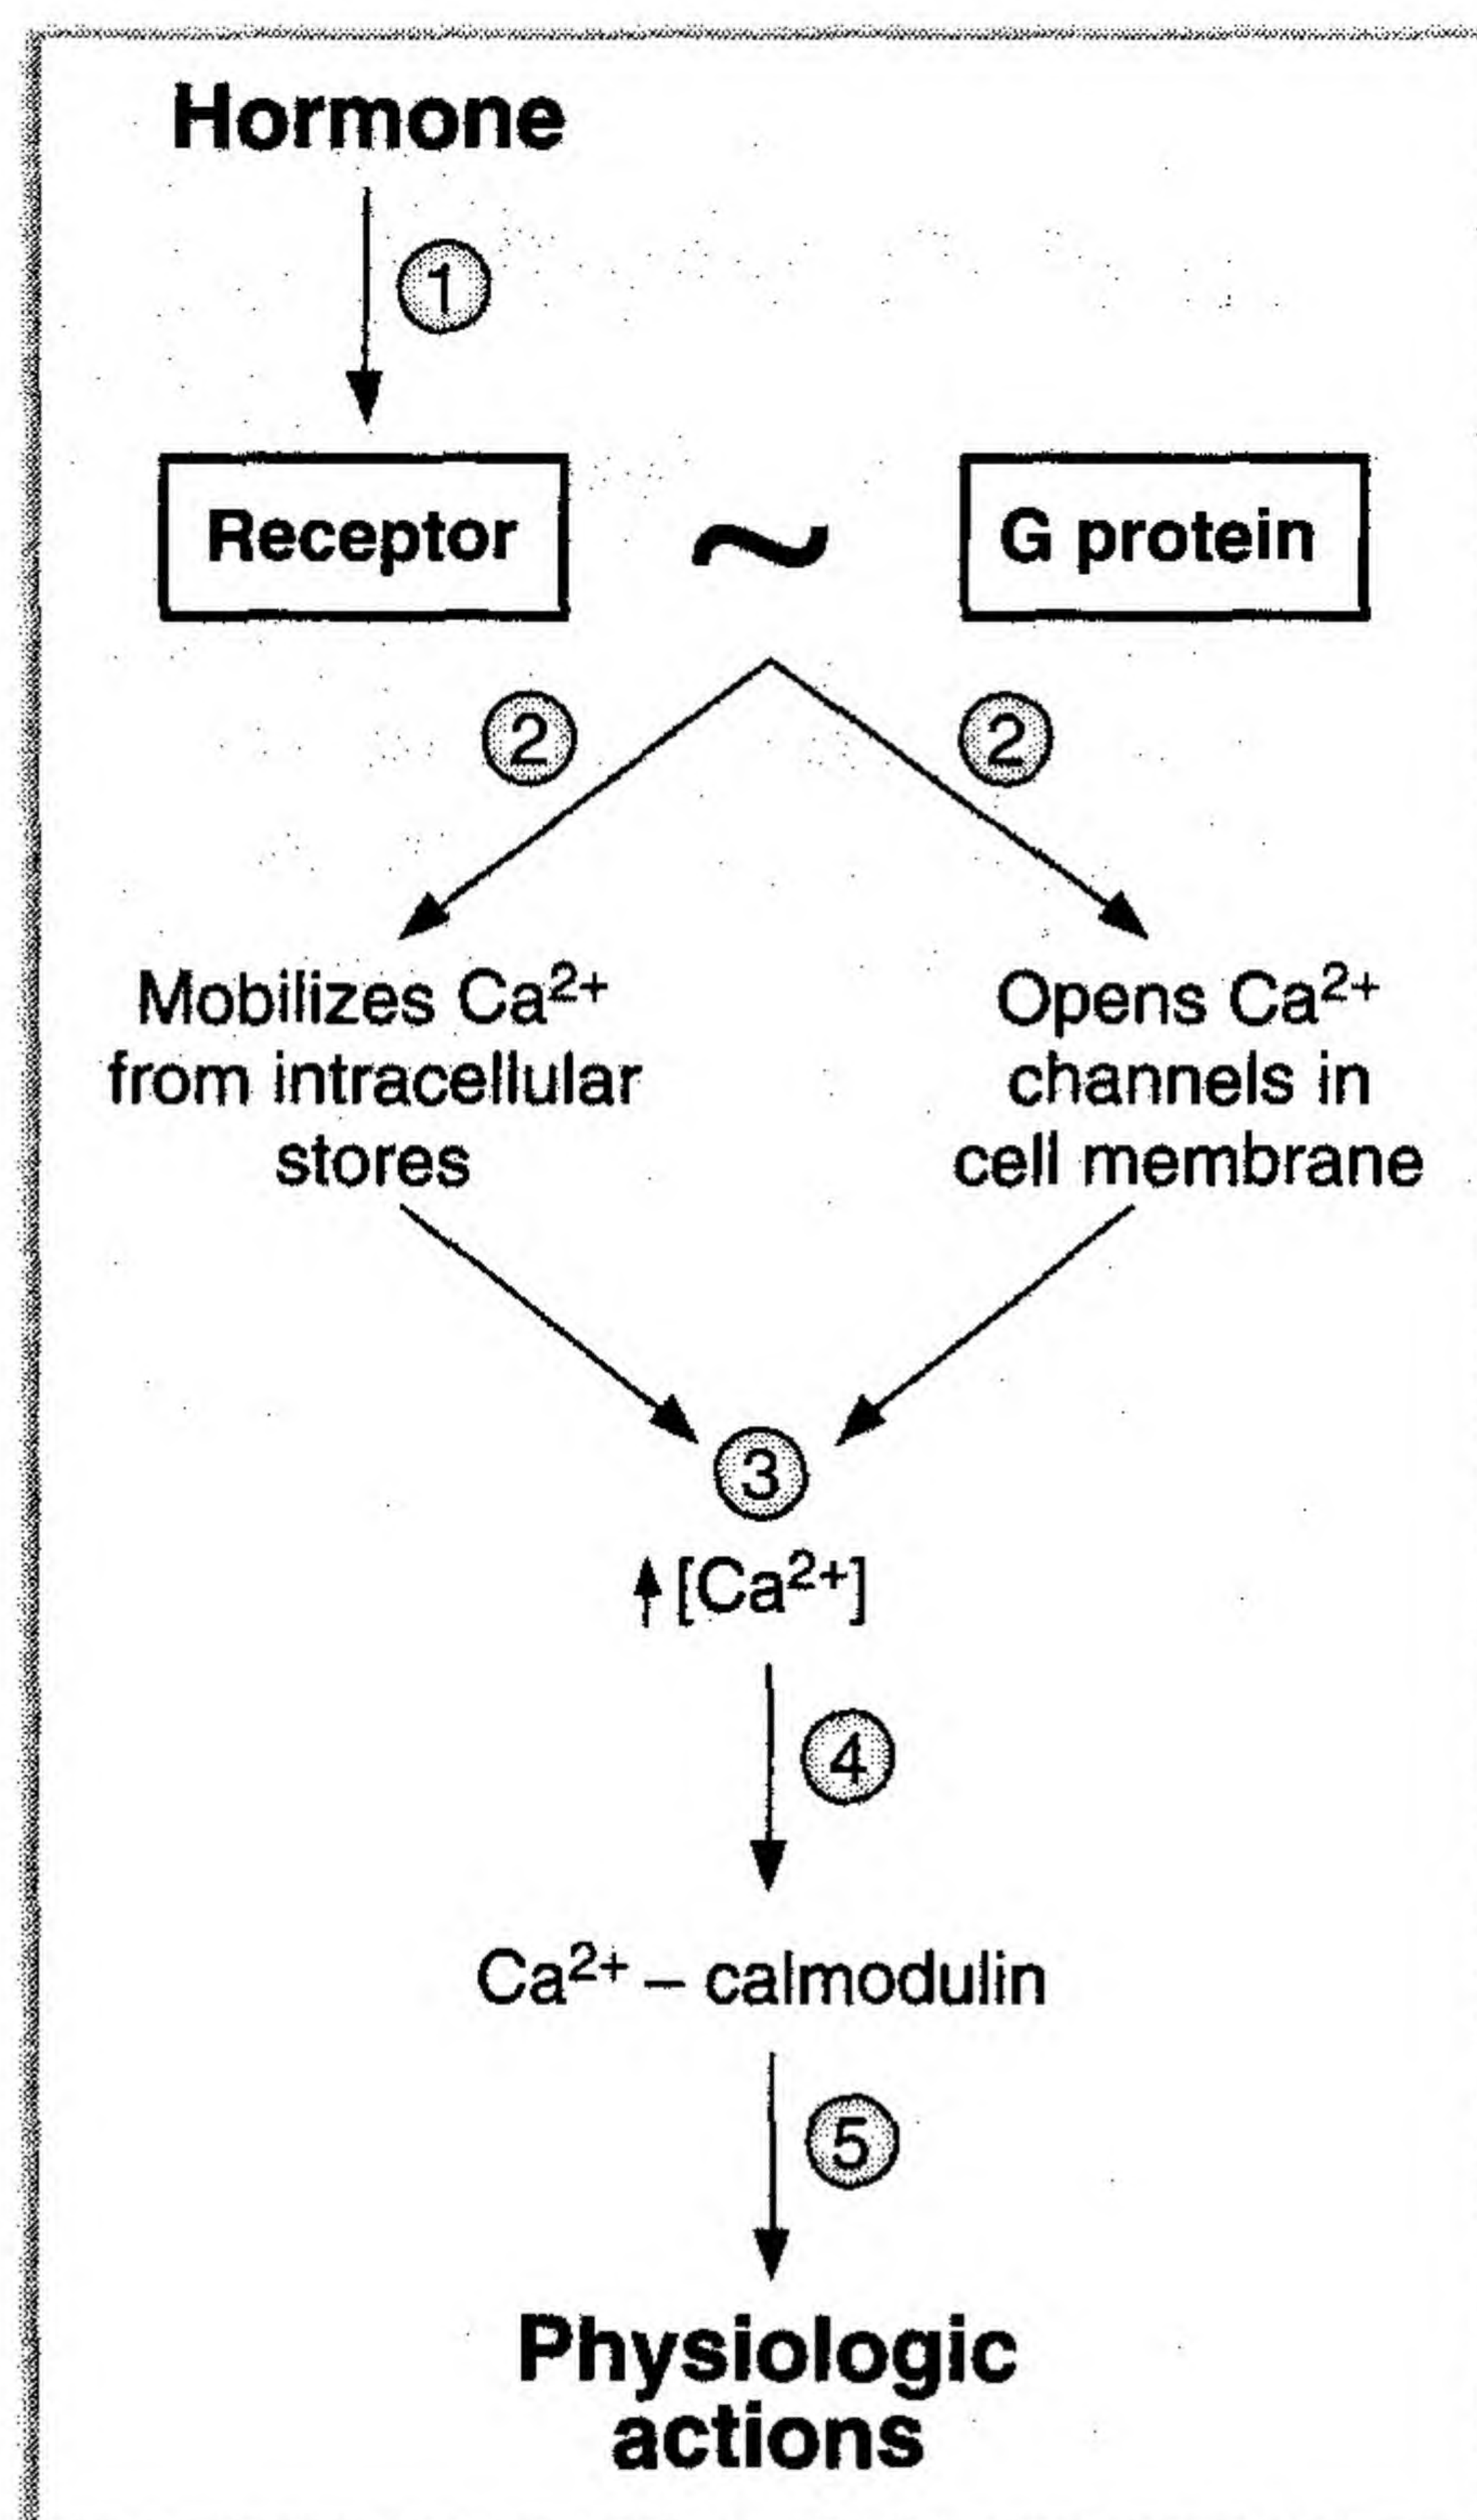 Hormone
1
Receptor ~ G protein
2 2
Mobilizes Ca2+
from intracellular
stores
Opens Ca2+
channels in
cell membrane
3
↑[Ca2+]
4
Ca2+ – calmodulin
5
Physiologic
actions